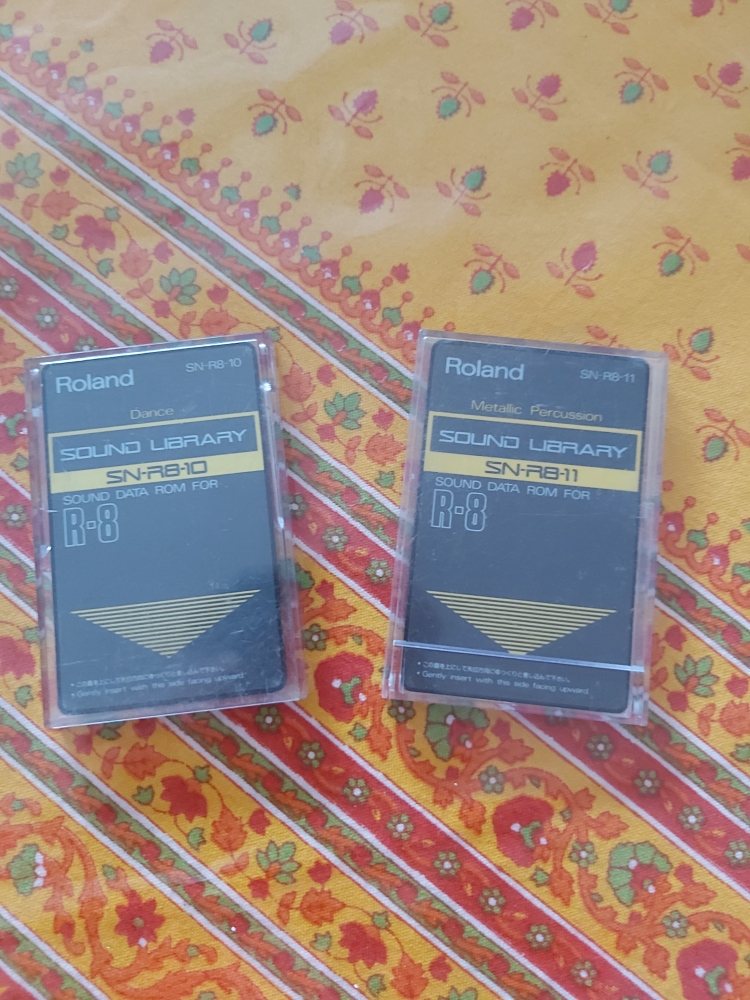 Roland
SN-R8-10
Dance
SOUND LIBRARY
SN-R8-10
SOUND DATA ROM FOR
R-8
• Gently insert with this side facing upward
Roland
SN-R8-11
Metallic Percussion
SOUND LIBRARY
SN-R8-11
SOUND DATA ROM FOR
R-8
• Gently insert with this side facing upward